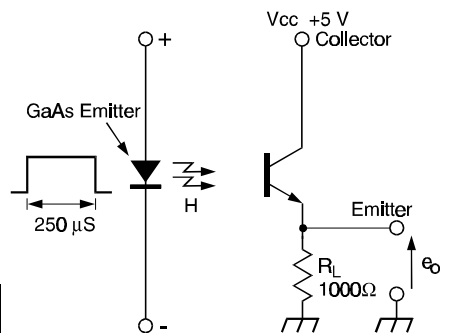 Vcc +5 V
+
Collector
GaAs Emitter
H
250 µS
Emitter
eo
RL
1000Ω
-